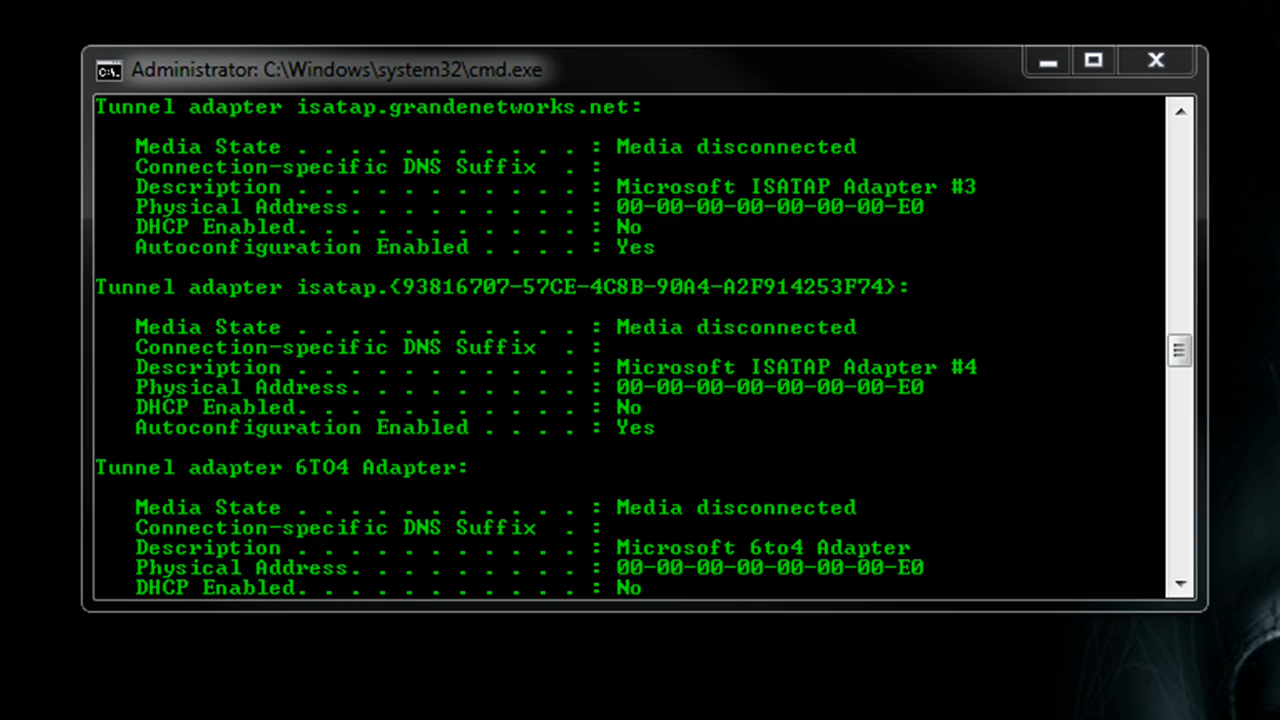 Administrator: C:\Windows\system32\cmd.exe
Tunnel adapter isatap.grandenetworks.net:
Media State . . . . . . . . . . . : Media disconnected
Connection-specific DNS Suffix  . :
Description . . . . . . . . . . . : Microsoft ISATAP Adapter #3
Physical Address. . . . . . . . . : 00-00-00-00-00-00-00-E0
DHCP Enabled. . . . . . . . . . . : No
Autoconfiguration Enabled . . . . : Yes
Tunnel adapter isatap.{93816707-57CE-4C8B-90A4-A2F914253F74}:
Media State . . . . . . . . . . . : Media disconnected
Connection-specific DNS Suffix  . :
Description . . . . . . . . . . . : Microsoft ISATAP Adapter #4
Physical Address. . . . . . . . . : 00-00-00-00-00-00-00-E0
DHCP Enabled. . . . . . . . . . . : No
Autoconfiguration Enabled . . . . : Yes
Tunnel adapter 6TO4 Adapter:
Media State . . . . . . . . . . . : Media disconnected
Connection-specific DNS Suffix  . :
Description . . . . . . . . . . . : Microsoft 6to4 Adapter
Physical Address. . . . . . . . . : 00-00-00-00-00-00-00-E0
DHCP Enabled. . . . . . . . . . . : No